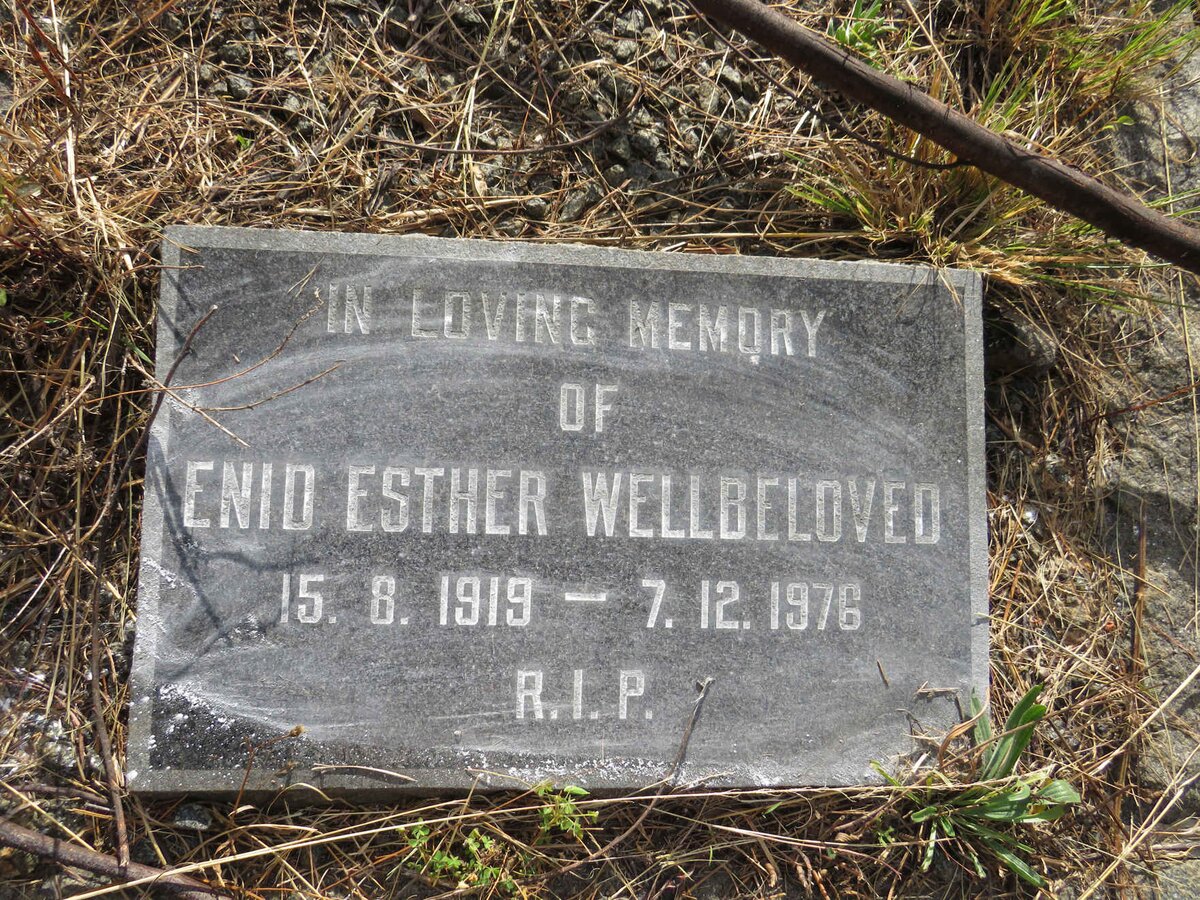 IN LOVING MEMORY
OF
ENID ESTHER WELLBELOVED
15. 8. 1919 — 7. 12. 1976
R.I.P.